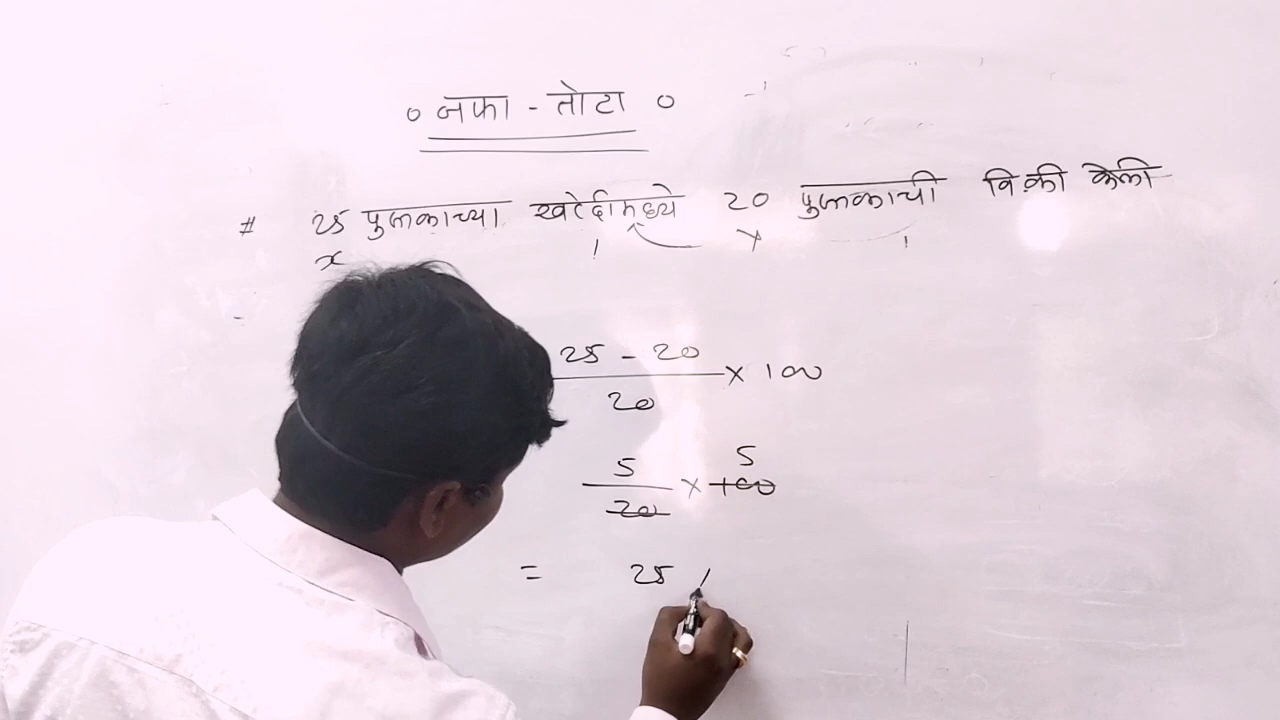 ० नफा - तोटा ०
# 25 पुस्तकाच्या खरेदीमध्ये 20 पुस्तकाची विक्री केली
x y
25 - 20
20
× 100
5
20
× 100
5
= 25 /